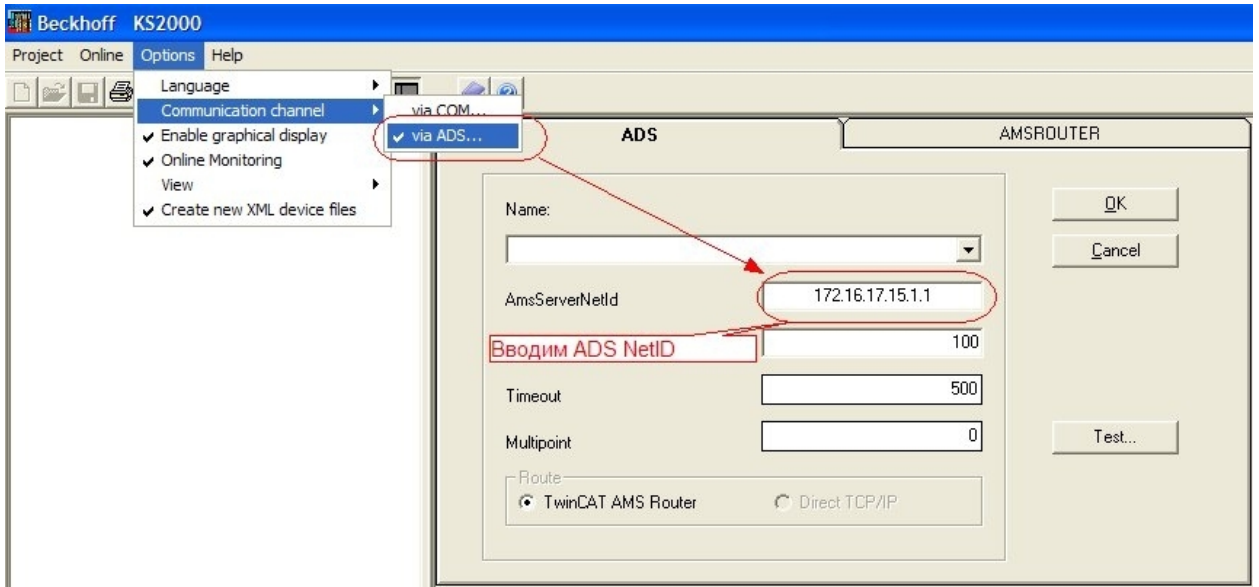 Beckhoff KS2000
Project Online Options Help
Language
Communication channel
via COM...
Enable graphical display
via ADS...
Online Monitoring
View
Create new XML device files
ADS
AMSROUTER
Name:
OK
Cancel
AmsServerNetId
172.16.17.15.1.1
Вводим ADS NetID
100
Timeout
500
Multipoint
0
Test...
Route
TwinCAT AMS Router
Direct TCP/IP